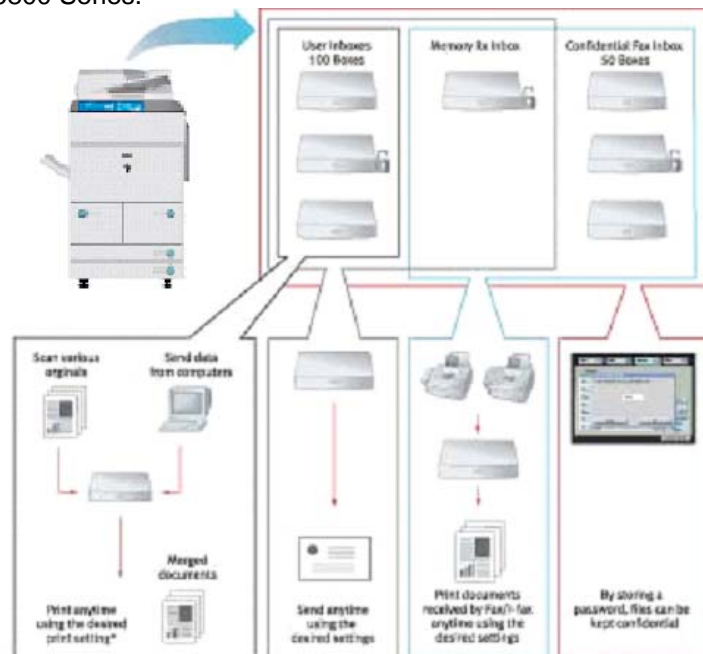 Series.
User Inboxes
100 Boxes
Memory Rx Inbox
Confidential Fax Inbox
50 Boxes
Scan various
orginals
Send data
from computers
Merged
documents
Print anytime
using the desired
print setting*
Send anytime
using the
desired settings
Print documents
received by Fax/I-fax
anytime using the
desired settings
By storing a
password, files can be
kept confidential